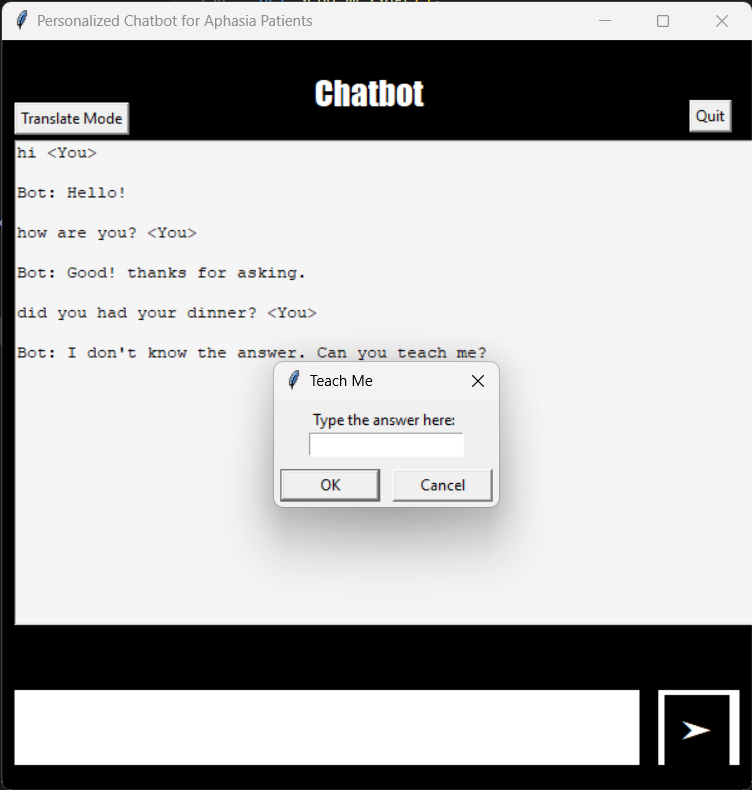 Personalized Chatbot for Aphasia Patients
Chatbot
Translate Mode
Quit
hi <You>
Bot: Hello!
how are you? <You>
Bot: Good! thanks for asking.
did you had your dinner? <You>
Bot: I don't know the answer. Can you teach me?
Teach Me
Type the answer here:
OK
Cancel